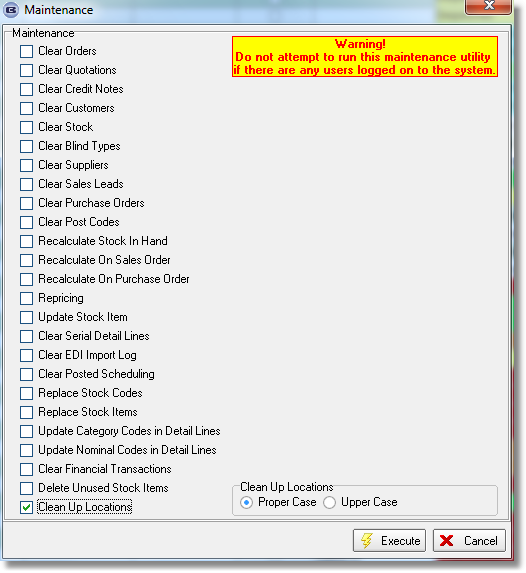 Maintenance
Maintenance
Warning!
Do not attempt to run this maintenance utility
if there are any users logged on to the system.
Clear Orders
Clear Quotations
Clear Credit Notes
Clear Customers
Clear Stock
Clear Blind Types
Clear Suppliers
Clear Sales Leads
Clear Purchase Orders
Clear Post Codes
Recalculate Stock In Hand
Recalculate On Sales Order
Recalculate On Purchase Order
Repricing
Update Stock Item
Clear Serial Detail Lines
Clear EDI Import Log
Clear Posted Scheduling
Replace Stock Codes
Replace Stock Items
Update Category Codes in Detail Lines
Update Nominal Codes in Detail Lines
Clear Financial Transactions
Delete Unused Stock Items
Clean Up Locations
Clean Up Locations
Proper Case Upper Case
Execute Cancel